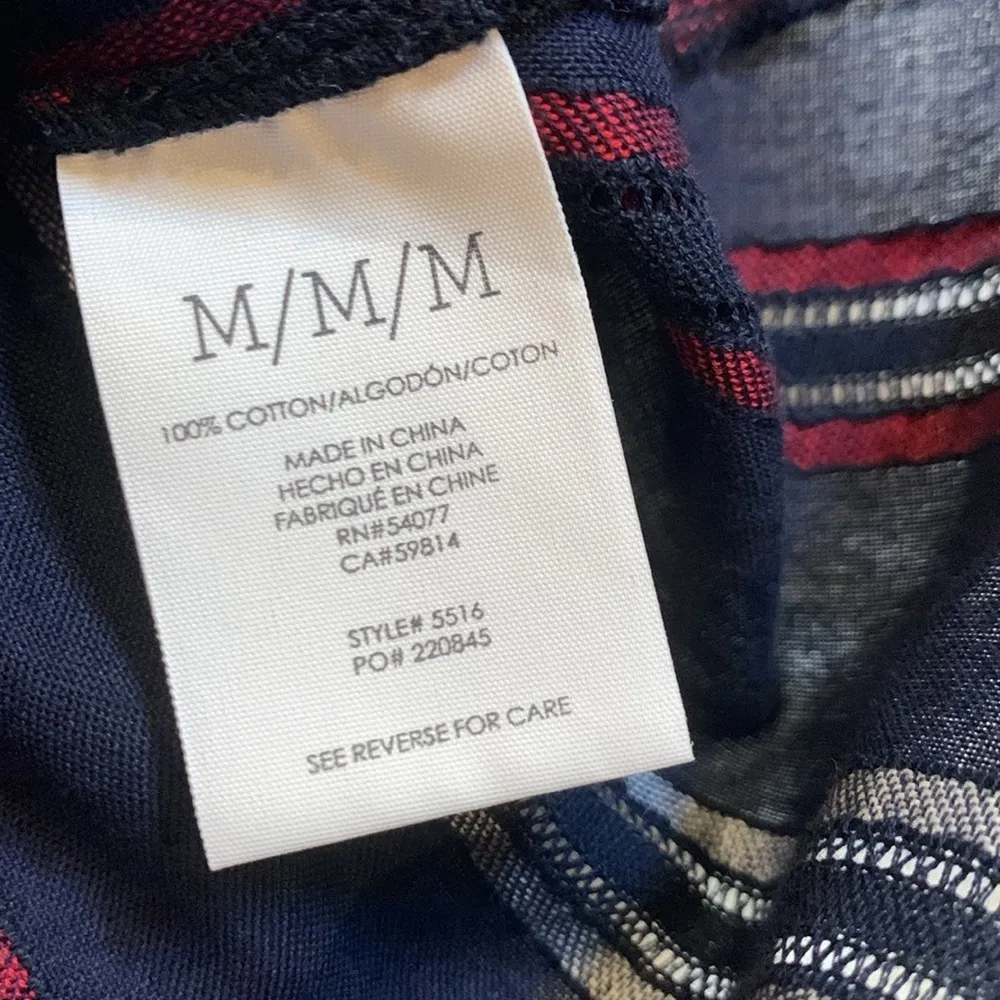 M/M/M
100% COTTON/ALGODÓN/COTON
MADE IN CHINA
HECHO EN CHINA
FABRIQUÉ EN CHINE
RN#54077
CA#59814
STYLE# 5516
PO# 220845
SEE REVERSE FOR CARE